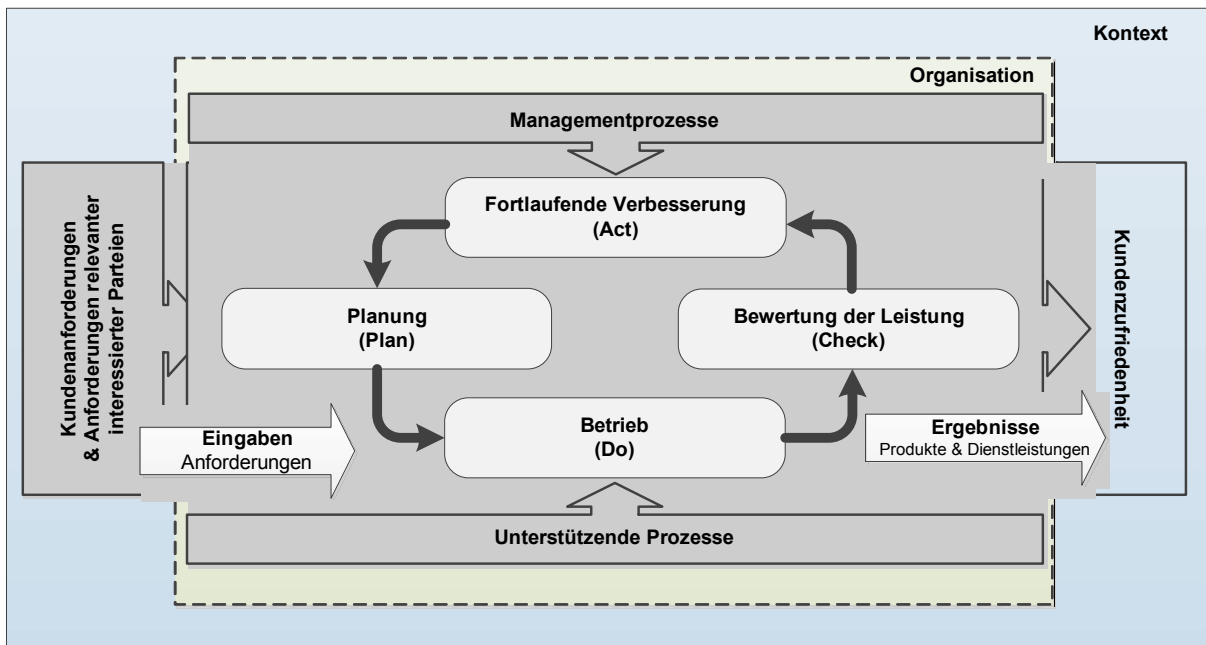 Kontext
Organisation
Managementprozesse
Kundenanforderungen
& Anforderungen relevanter
interessierter Parteien
Fortlaufende Verbesserung
(Act)
Planung
(Plan)
Bewertung der Leistung
(Check)
Kundenzufriedenheit
Eingaben
Anforderungen
Betrieb
(Do)
Ergebnisse
Produkte & Dienstleistungen
Unterstützende Prozesse